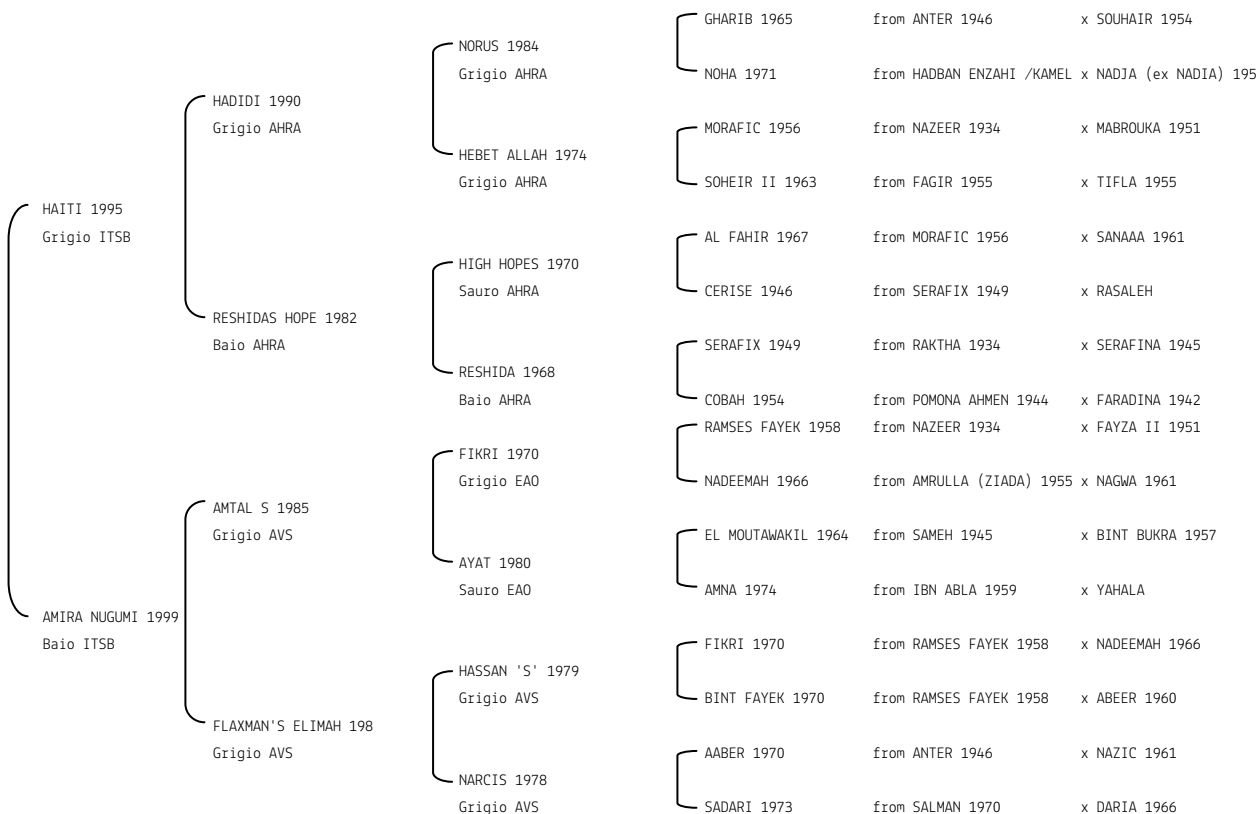 GHARIB 1965 from ANTER 1946 x SOUHAIR 1954
NORUS 1984
Grigio AHRA
NOHA 1971 from HADBAN ENZAHI /KAMEL x NADJA (ex NADIA) 195
HADIDI 1990
Grigio AHRA
MORAFIC 1956 from NAZEER 1934 x MABROUKA 1951
HEBET ALLAH 1974
Grigio AHRA
SOHEIR II 1963 from FAGIR 1955 x TIFLA 1955
HAITI 1995
Grigio ITSB
AL FAHIR 1967 from MORAFIC 1956 x SANAAA 1961
HIGH HOPES 1970
Sauro AHRA
CERISE 1946 from SERAFIX 1949 x RASALEH
RESHIDAS HOPE 1982
Baio AHRA
SERAFIX 1949 from RAKTHA 1934 x SERAFINA 1945
RESHIDA 1968
Baio AHRA
COBAH 1954 from POMONA AHMEN 1944 x FARADINA 1942
RAMSES FAYEK 1958 from NAZEER 1934 x FAYZA II 1951
FIKRI 1970
Grigio EAO
NADEEMAH 1966 from AMRULLA (ZIADA) 1955 x NAGWA 1961
AMTAL S 1985
Grigio AVS
EL MOUTAWAKIL 1964 from SAMEH 1945 x BINT BUKRA 1957
AYAT 1980
Sauro EAO
AMNA 1974 from IBN ABLA 1959 x YAHALA
AMIRA NUGUMI 1999
Baio ITSB
FIKRI 1970 from RAMSES FAYEK 1958 x NADEEMAH 1966
HASSAN 'S' 1979
Grigio AVS
BINT FAYEK 1970 from RAMSES FAYEK 1958 x ABEER 1960
FLAXMAN'S ELIMAH 198
Grigio AVS
AABER 1970 from ANTER 1946 x NAZIC 1961
NARCIS 1978
Grigio AVS
SADARI 1973 from SALMAN 1970 x DARIA 1966